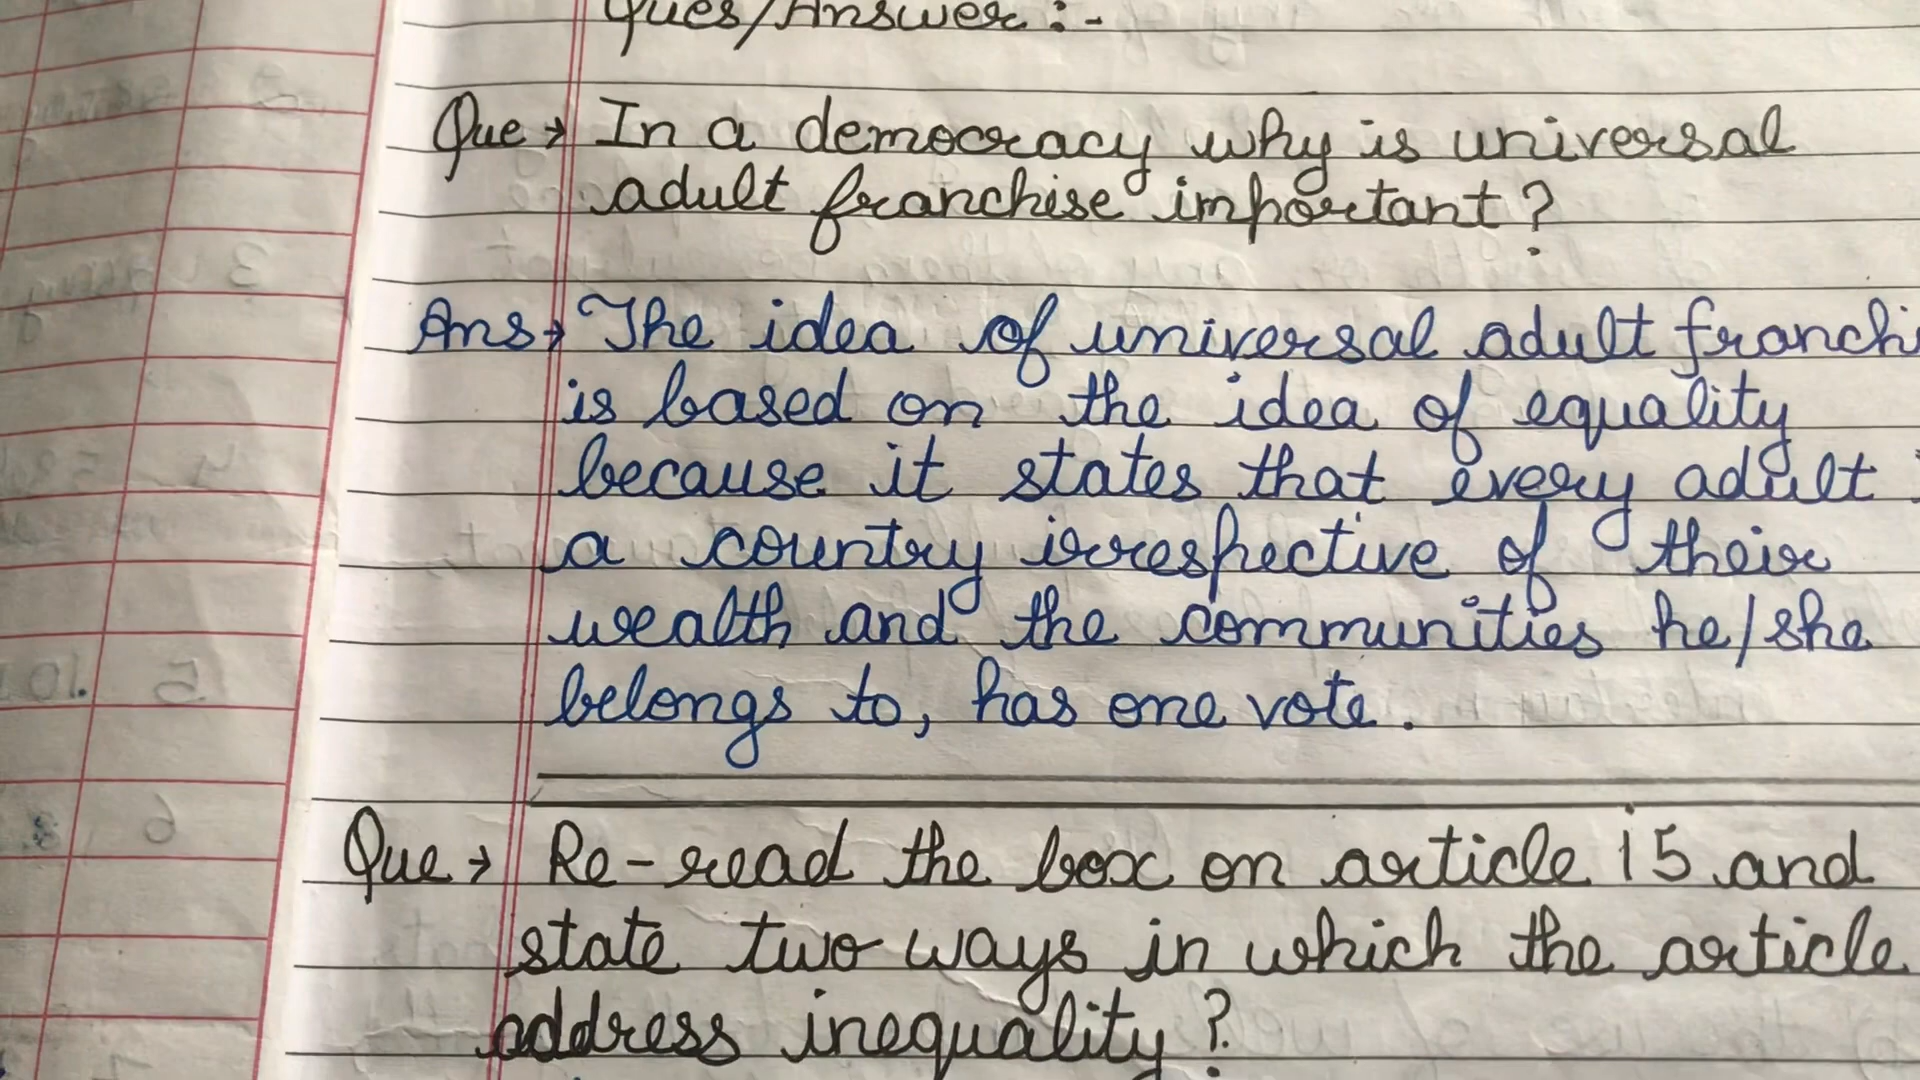 Ques/Answer :-
Que → In a democracy why is universal
adult franchise important?
Ans → The idea of universal adult franchi
is based on the idea of equality
because it states that every adult
a country irrespective of their
wealth and the communities he/she
belongs to, has one vote.
Que → Re-read the box on article 15 and
state two ways in which the article
address inequality?